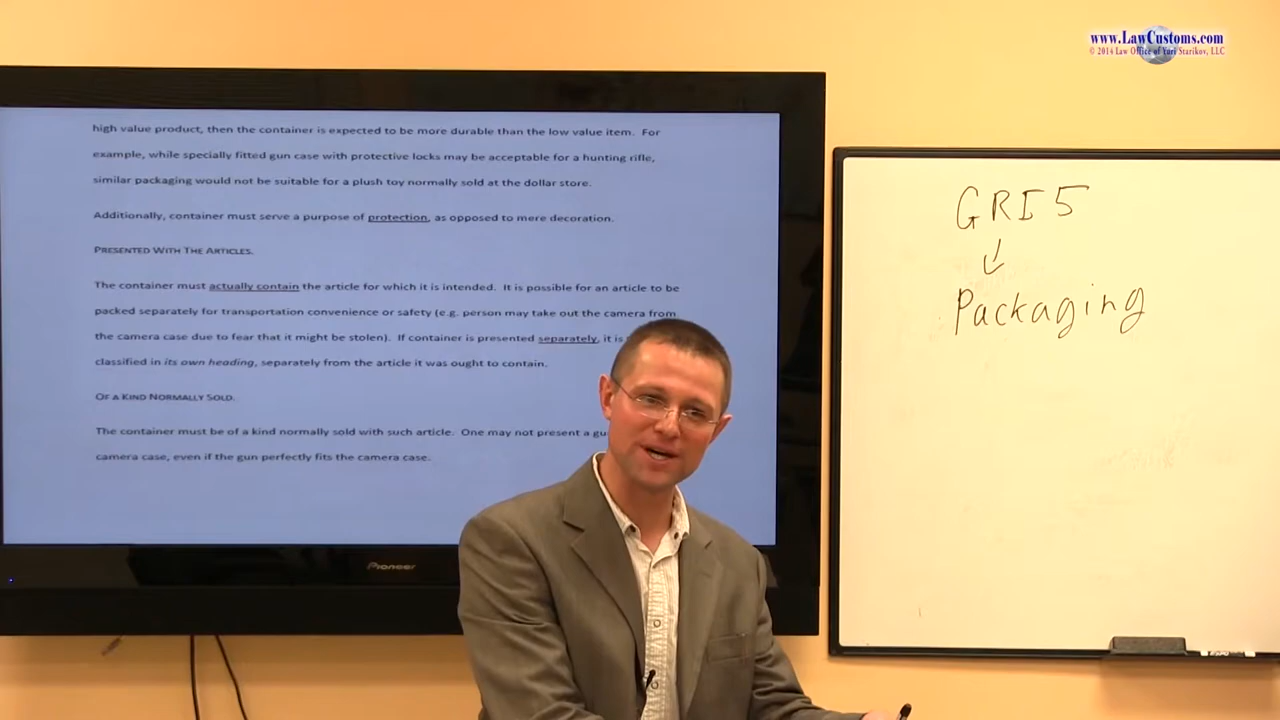 www.LawCustoms.com
© 2014 Law Office of Yuri Starikov, LLC
high value product, then the container is expected to be more durable than the low value item. For
example, while specially fitted gun case with protective locks may be acceptable for a hunting rifle,
similar packaging would not be suitable for a plush toy normally sold at the dollar store.
Additionally, container must serve a purpose of protection, as opposed to mere decoration.
PRESENTED WITH THE ARTICLES.
The container must actually contain the article for which it is intended. It is possible for an article to be
packed separately for transportation convenience or safety (e.g. person may take out the camera from
the camera case due to fear that it might be stolen). If container is presented separately, it is
classified in its own heading, separately from the article it was ought to contain.
OF A KIND NORMALLY SOLD.
The container must be of a kind normally sold with such article. One may not present a
camera case, even if the gun perfectly fits the camera case.
Pioneer
GRI 5
Packaging